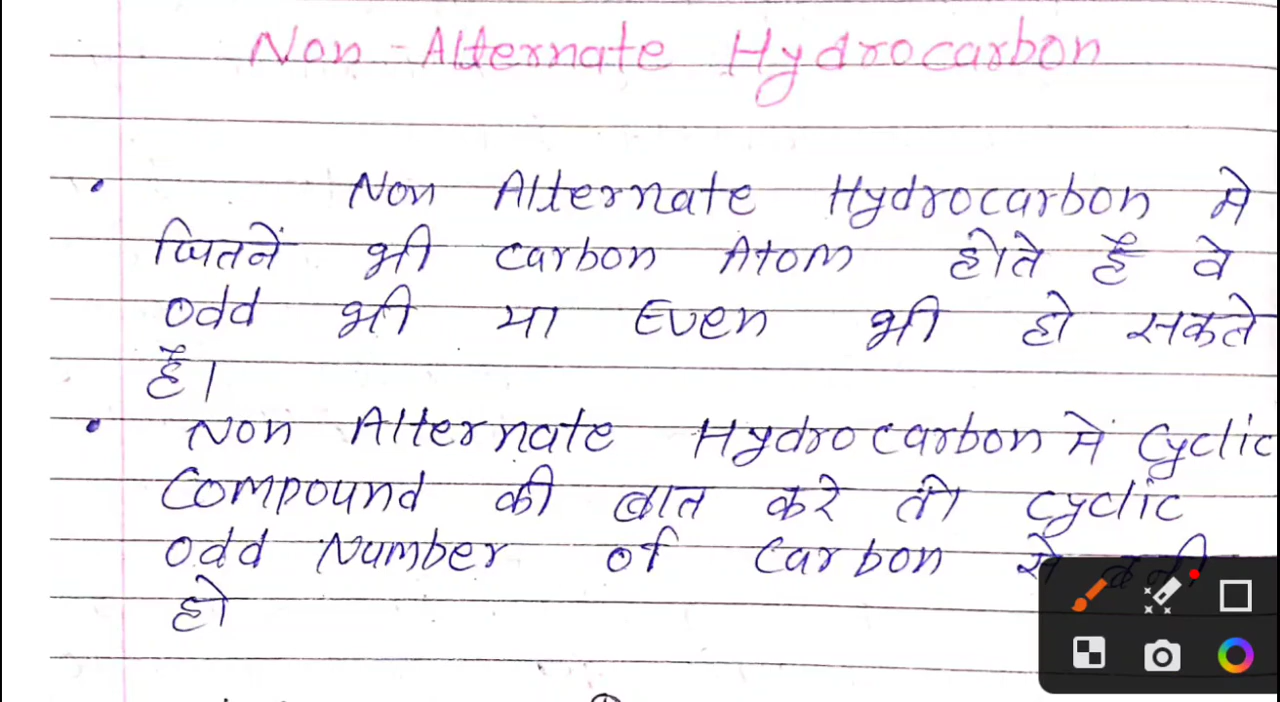 Non-Alternate Hydrocarbon
• Non Alternate Hydrocarbon मे
जितने भी Carbon Atom होते हैं वे
odd भी या Even भी हो सकते
हैं।
• Non Alternate Hydrocarbon में Cyclic
Compound की बात करे तो cyclic
odd Number of Carbon से बनी
हो